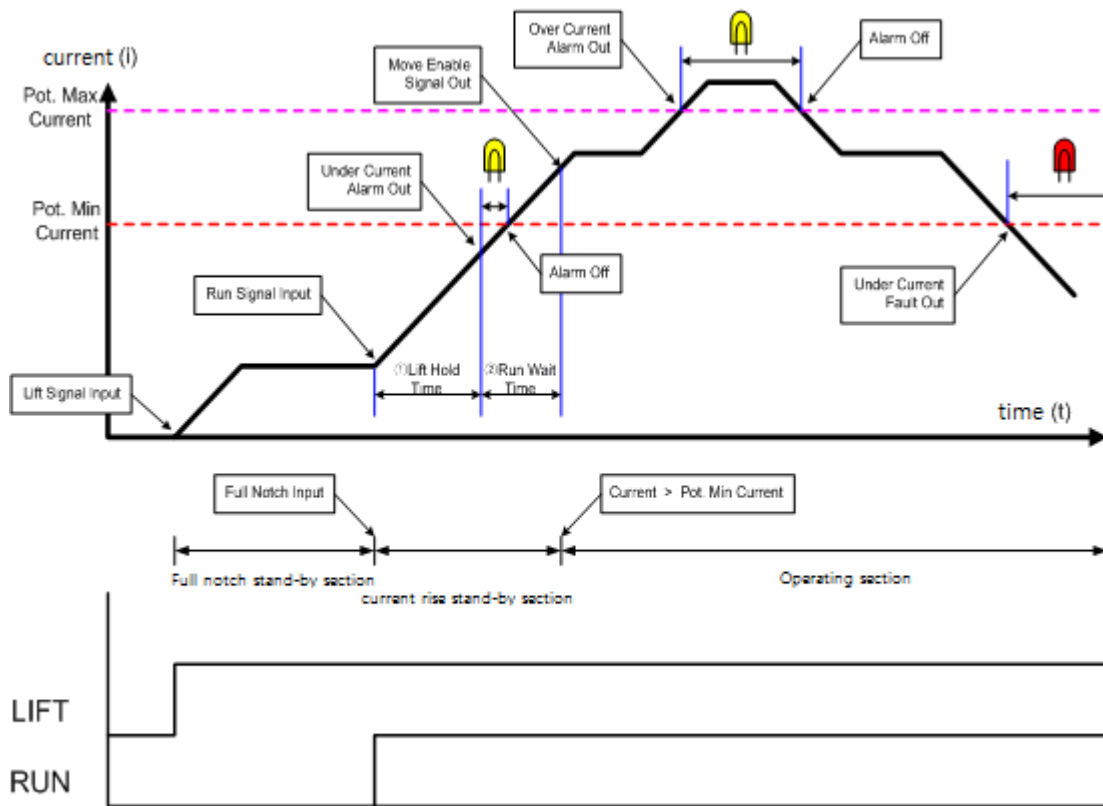 current (i)
Pot. Max
Current
Over Current
Alarm Out
Alarm Off
Move Enable
Signal Out
Under Current
Alarm Out
Pot. Min
Current
Alarm Off
Run Signal Input
Under Current
Fault Out
①Lift Hold
Time
②Run Wait
Time
Lift Signal Input
time (t)
Full Notch Input
Current > Pot. Min Current
Full notch stand-by section
current rise stand-by section
Operating section
LIFT
RUN